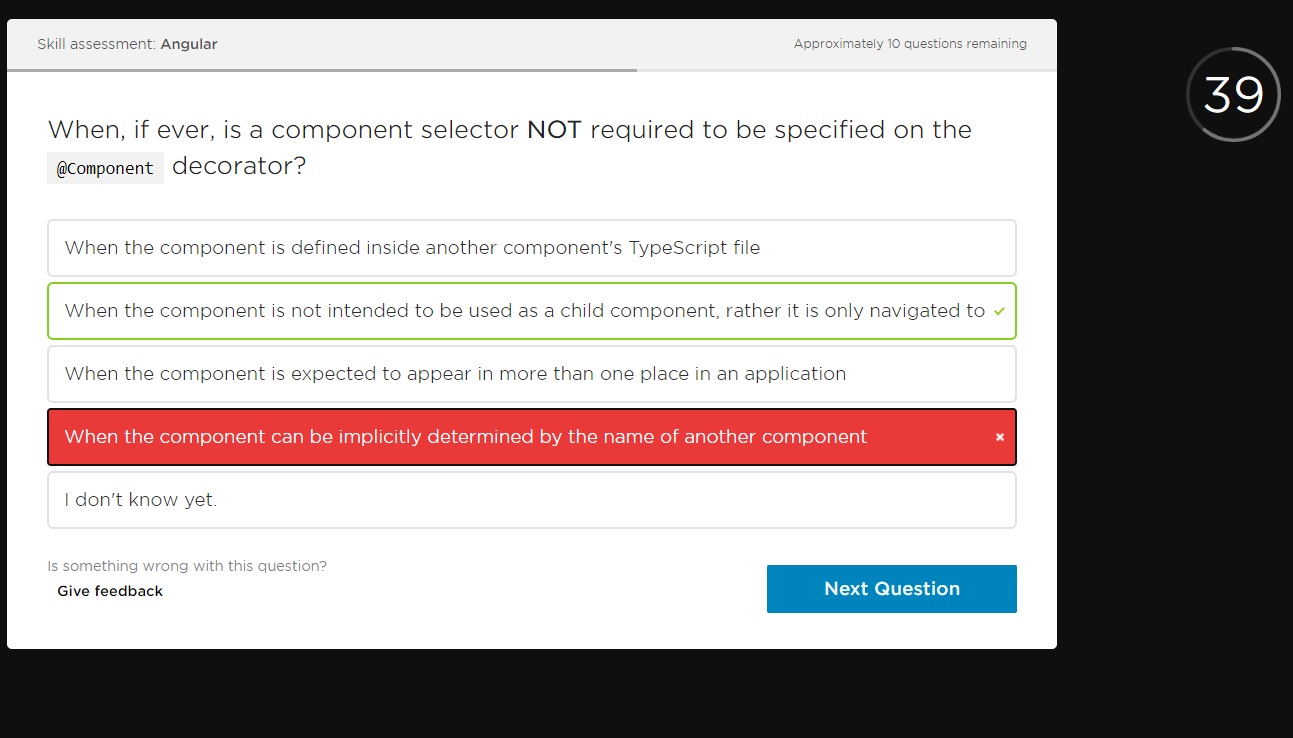 Skill assessment: Angular
Approximately 10 questions remaining
39
When, if ever, is a component selector NOT required to be specified on the
@Component decorator?
When the component is defined inside another component's TypeScript file
When the component is not intended to be used as a child component, rather it is only navigated to
When the component is expected to appear in more than one place in an application
When the component can be implicitly determined by the name of another component
I don't know yet.
Is something wrong with this question?
Give feedback
Next Question